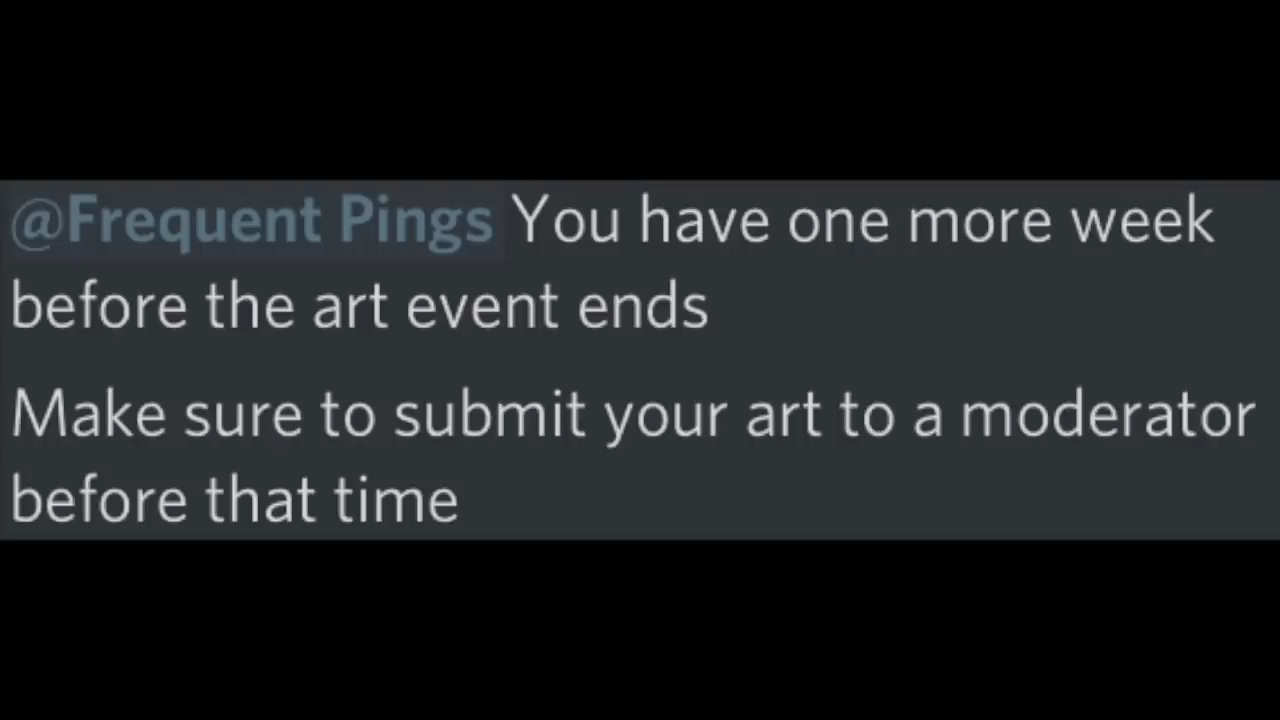 @Frequent Pings You have one more week
before the art event ends
Make sure to submit your art to a moderator
before that time